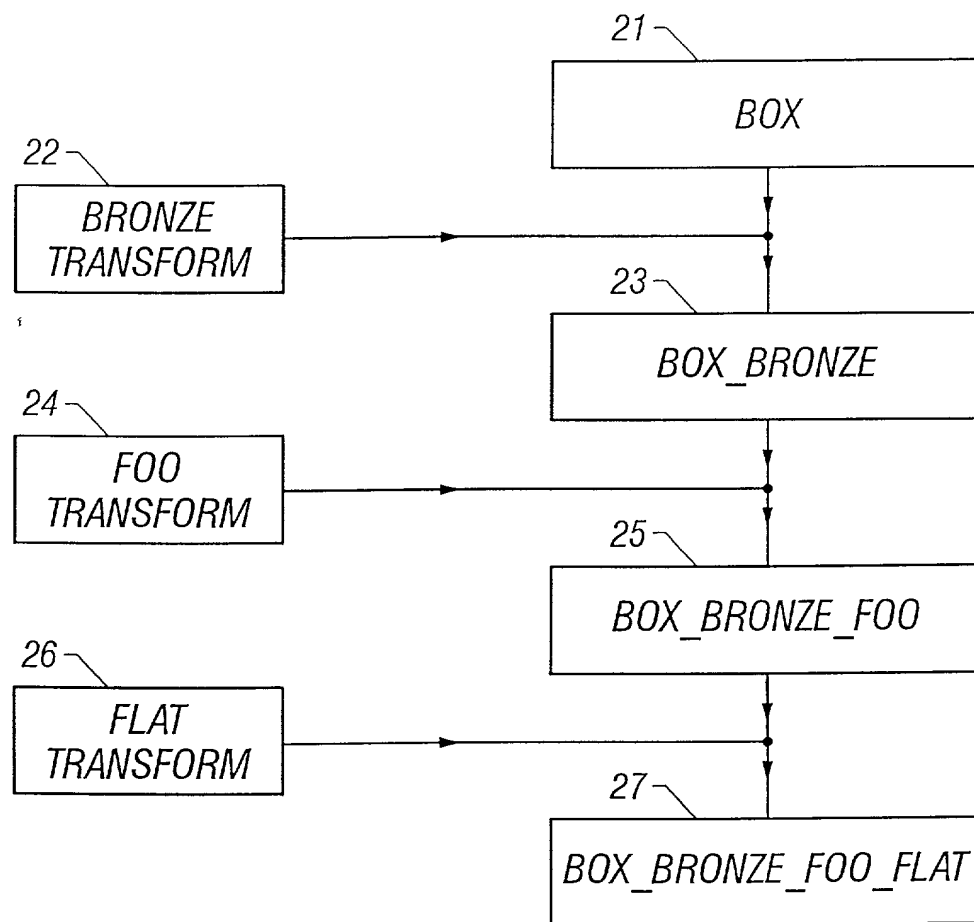 21
BOX
22
BRONZE
TRANSFORM
23
BOX_BRONZE
24
FOO
TRANSFORM
25
BOX_BRONZE_FOO
26
FLAT
TRANSFORM
27
BOX_BRONZE_FOO_FLAT